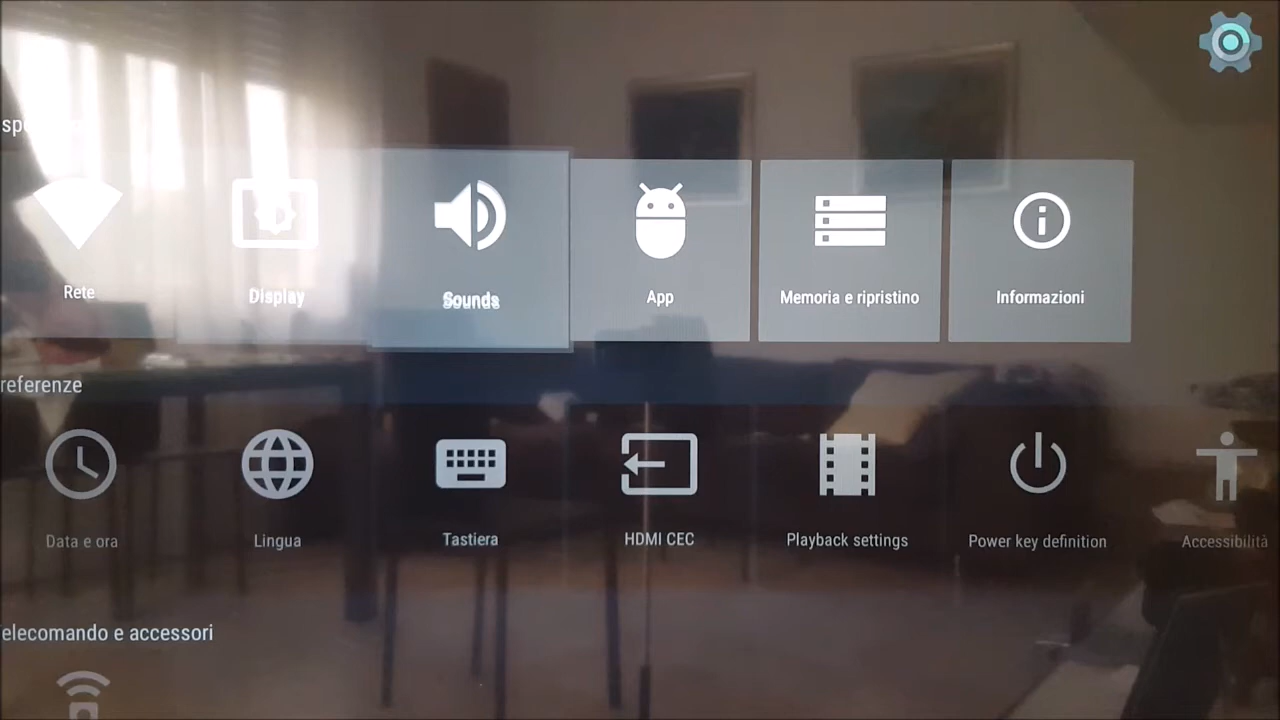 Rete
Display
Sounds
App
Memoria e ripristino
Informazioni
referenze
Data e ora
Lingua
Tastiera
HDMI CEC
Playback settings
Power key definition
Accessibilità
elecomando e accessori